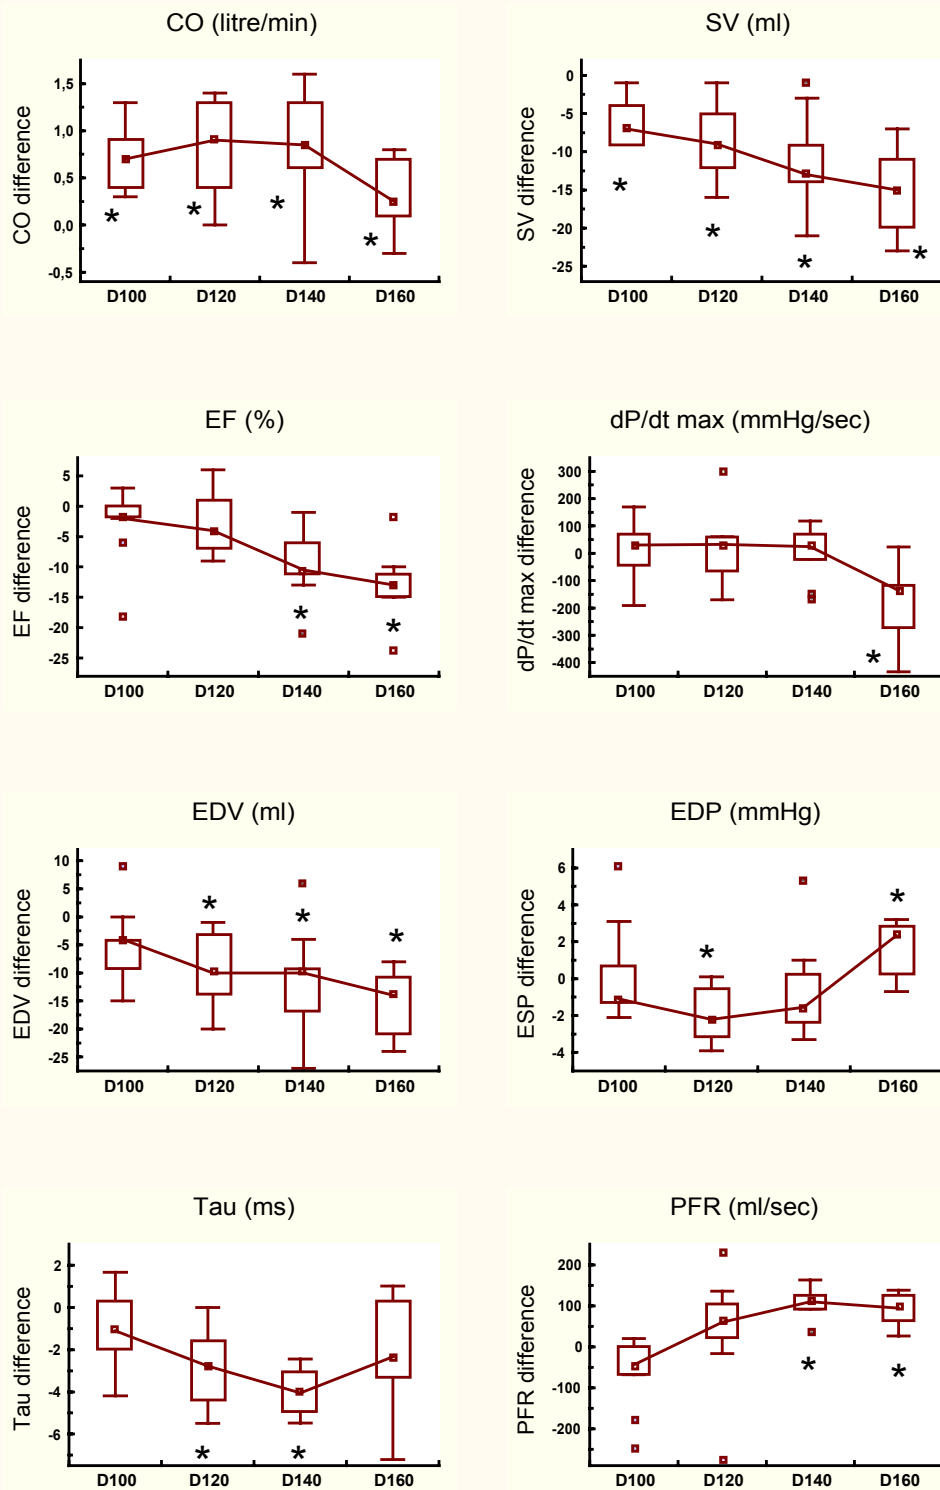 CO (litre/min)
CO difference
1,5
1,0
0,5
0,0
-0,5
*
*
*
*
D100 D120 D140 D160
SV (ml)
SV difference
0
-5
-10
-15
-20
-25
*
*
*
*
D100 D120 D140 D160
EF (%)
EF difference
5
0
-5
-10
-15
-20
-25
*
*
D100 D120 D140 D160
dP/dt max (mmHg/sec)
dP/dt max difference
300
200
100
0
-100
-200
-300
-400
*
D100 D120 D140 D160
EDV (ml)
EDV difference
10
5
0
-5
-10
-15
-20
-25
*
*
*
D100 D120 D140 D160
EDP (mmHg)
ESP difference
6
4
2
0
-2
-4
*
*
D100 D120 D140 D160
Tau (ms)
Tau difference
2
0
-2
-4
-6
*
*
D100 D120 D140 D160
PFR (ml/sec)
PFR difference
200
100
0
-100
-200
*
*
D100 D120 D140 D160